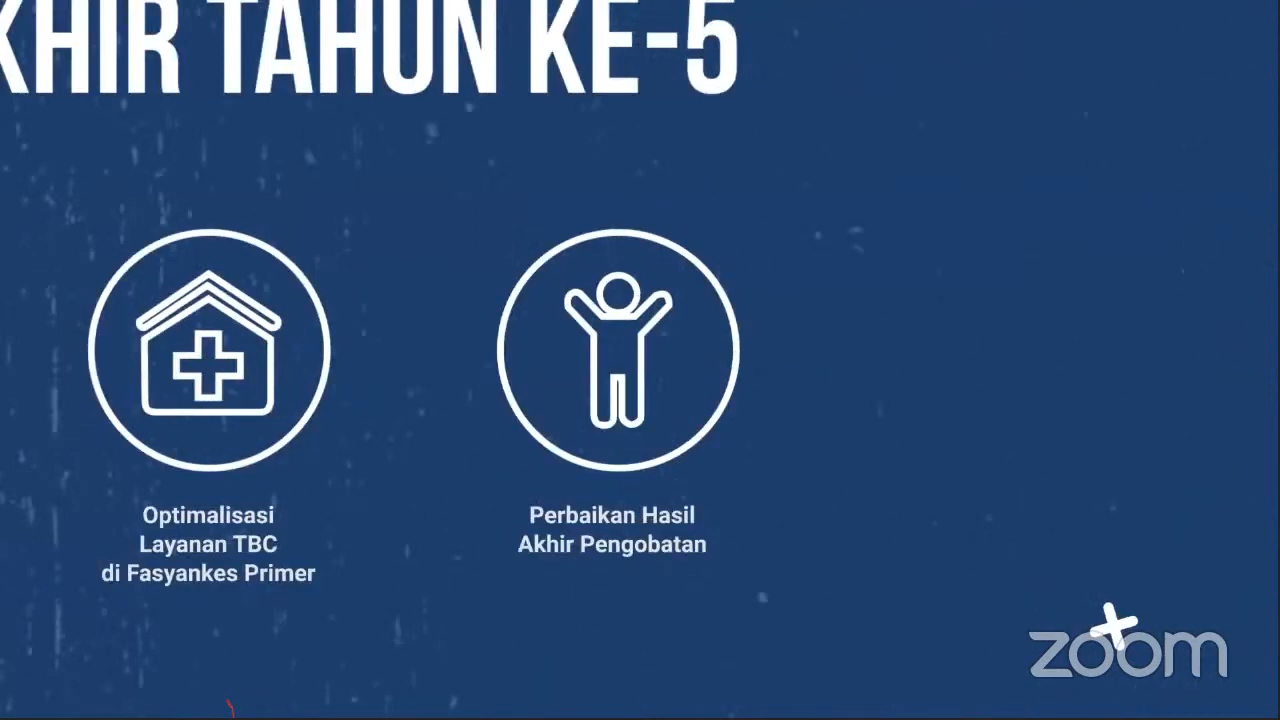 KHIR TAHUN KE-5
Optimalisasi
Layanan TBC
di Fasyankes Primer
Perbaikan Hasil
Akhir Pengobatan
zoom